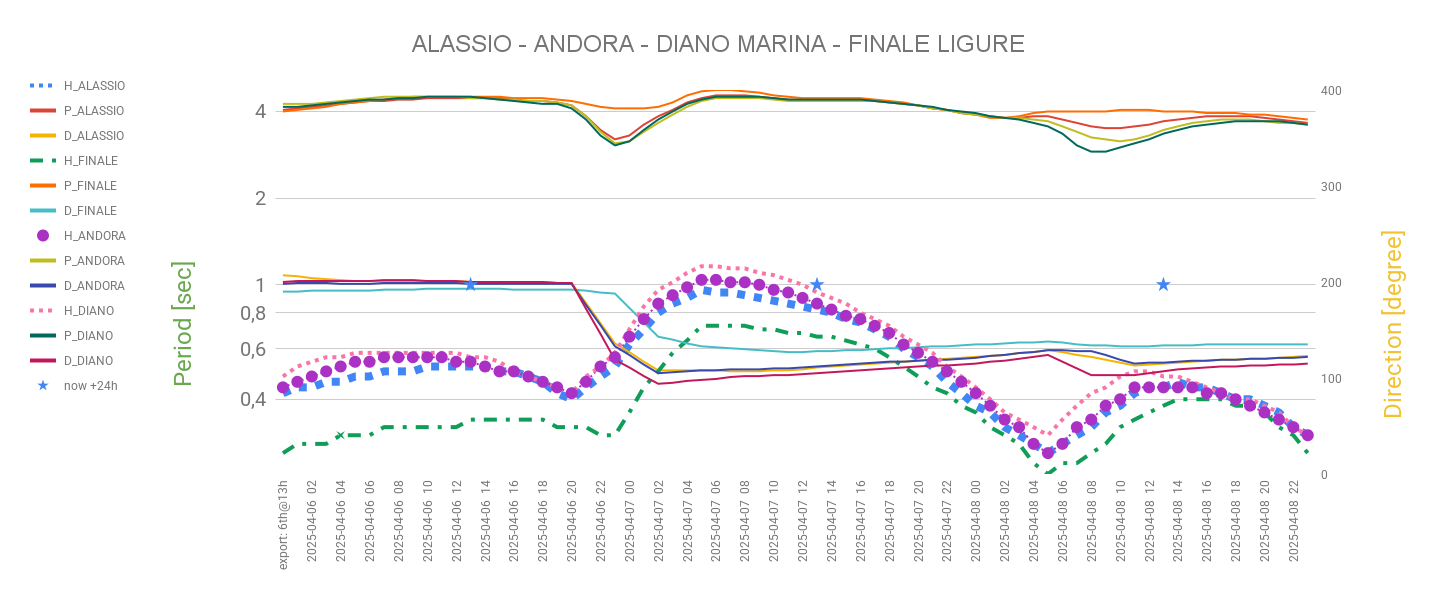 ALASSIO - ANDORA - DIANO MARINA - FINALE LIGURE
H_ALASSIO
P_ALASSIO
D_ALASSIO
H_FINALE
P_FINALE
D_FINALE
H_ANDORA
P_ANDORA
D_ANDORA
H_DIANO
P_DIANO
D_DIANO
now +24h
Period [sec]
4
2
1
0,8
0,6
0,4
400
300
200
100
0
Direction [degree]
export: 6th@13h
2025-04-06 02
2025-04-06 04
2025-04-06 06
2025-04-06 08
2025-04-06 10
2025-04-06 12
2025-04-06 14
2025-04-06 16
2025-04-06 18
2025-04-06 20
2025-04-06 22
2025-04-07 00
2025-04-07 02
2025-04-07 04
2025-04-07 06
2025-04-07 08
2025-04-07 10
2025-04-07 12
2025-04-07 14
2025-04-07 16
2025-04-07 18
2025-04-07 20
2025-04-07 22
2025-04-08 00
2025-04-08 02
2025-04-08 04
2025-04-08 06
2025-04-08 08
2025-04-08 10
2025-04-08 12
2025-04-08 14
2025-04-08 16
2025-04-08 18
2025-04-08 20
2025-04-08 22